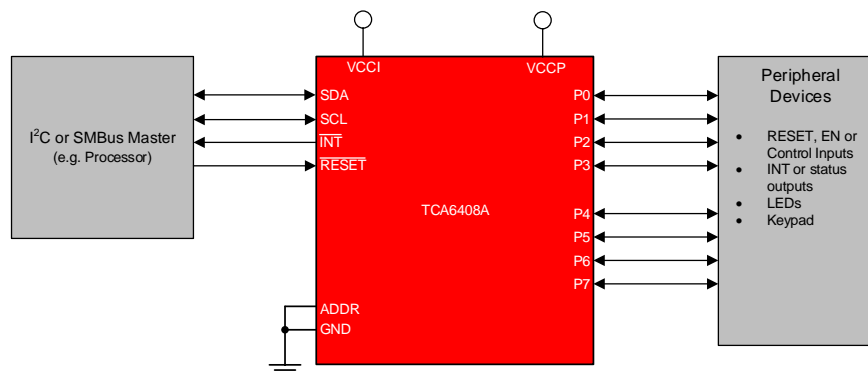 VCCI
VCCP
I²C or SMBus Master
(e.g. Processor)
SDA
SCL
INT
RESET
TCA6408A
ADDR
GND
P0
P1
P2
P3
P4
P5
P6
P7
Peripheral
Devices
• RESET, EN or
Control Inputs
• INT or status
outputs
• LEDs
• Keypad